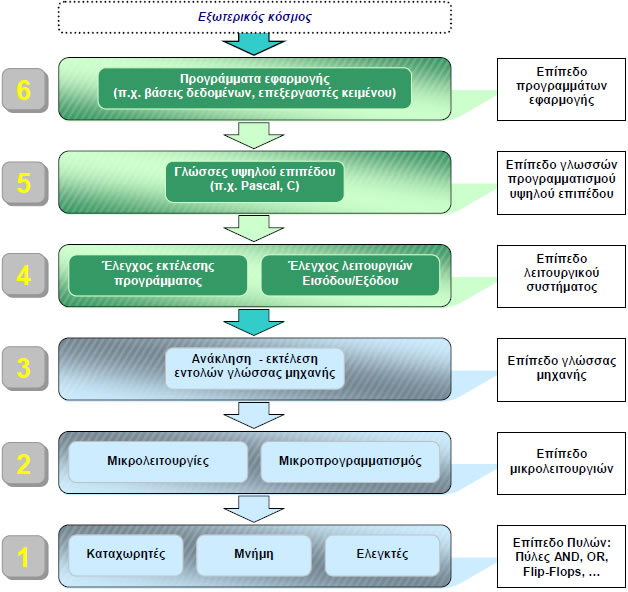 Εξωτερικός κόσμος
6
Προγράμματα εφαρμογής
(π.χ. βάσεις δεδομένων, επεξεργαστές κειμένου)
Επίπεδο
προγραμμάτων
εφαρμογής
5
Γλώσσες υψηλού επιπέδου
(π.χ. Pascal, C)
Επίπεδο γλωσσών
προγραμματισμού
υψηλού επιπέδου
4
Έλεγχος εκτέλεσης
προγράμματος
Έλεγχος λειτουργιών
Εισόδου/Εξόδου
Επίπεδο
λειτουργικού
συστήματος
3
Ανάκληση - εκτέλεση
εντολών γλώσσας μηχανής
Επίπεδο γλώσσας
μηχανής
2
Μικρολειτουργίες
Μικροπρογραμματισμός
Επίπεδο
μικρολειτουργιών
1
Καταχωρητές
Μνήμη
Ελεγκτές
Επίπεδο Πυλών:
Πύλες AND, OR,
Flip-Flops, …